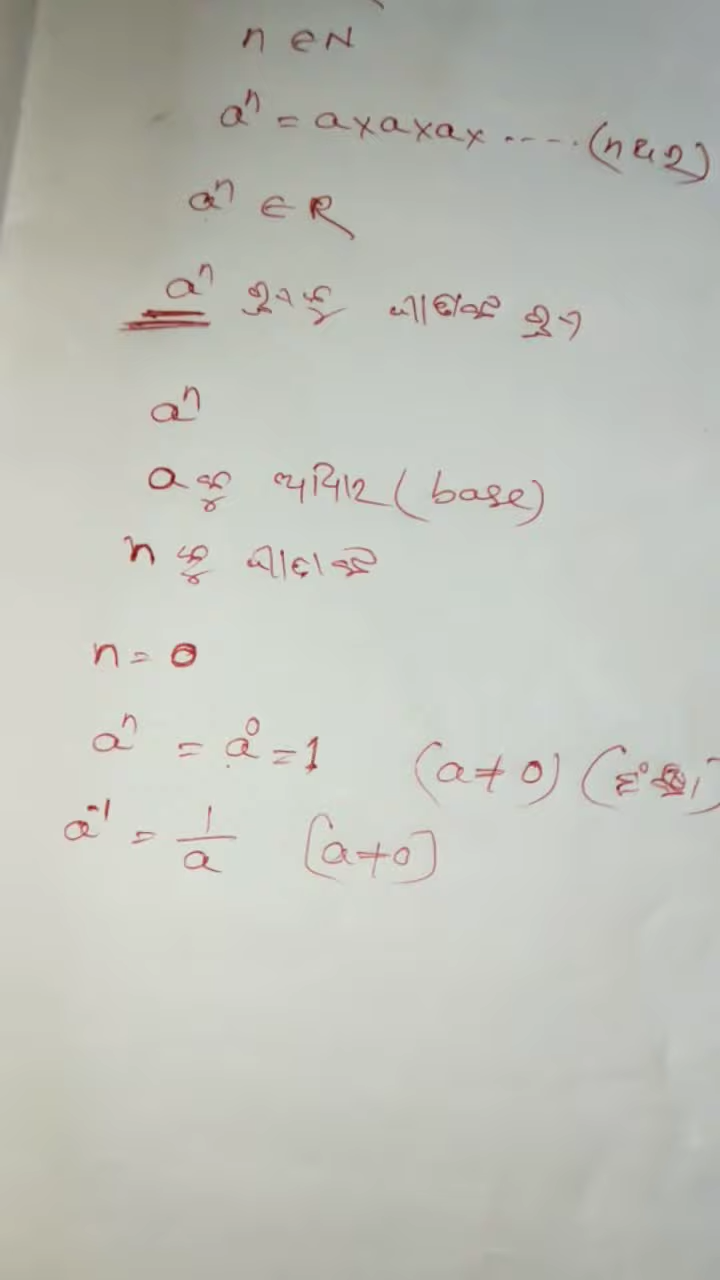 n ∈ N
aⁿ = a×a×a× ..... (n ଥର)
aⁿ ∈ R
aⁿ ଘାତାଙ୍କ
aⁿ
a କୁ ଆଧାର (base)
n କୁ ଘାତାଙ୍କ
n = 0
aⁿ = a⁰ = 1 (a ≠ 0) (ସଂଜ୍ଞା)
a⁻¹ = 1/a (a ≠ 0)